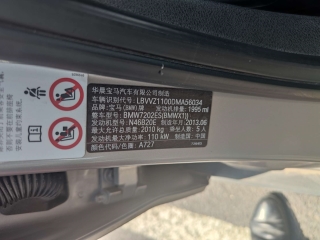 华晨宝马汽车有限公司制造
车辆识别代号: LBVVZ1100DMA56034
品牌: 宝马(BMW)牌 发动机排量: 1995 ml
整车型号: BMW7202ES(BMWX1)
发动机型号: N46B20E 制造年月: 2013.06
最大允许总质量: 2010 kg 乘坐人数: 5 人
发动机最大净功率: 110 kW 制造国: 中国
颜色代码/色圈: A727